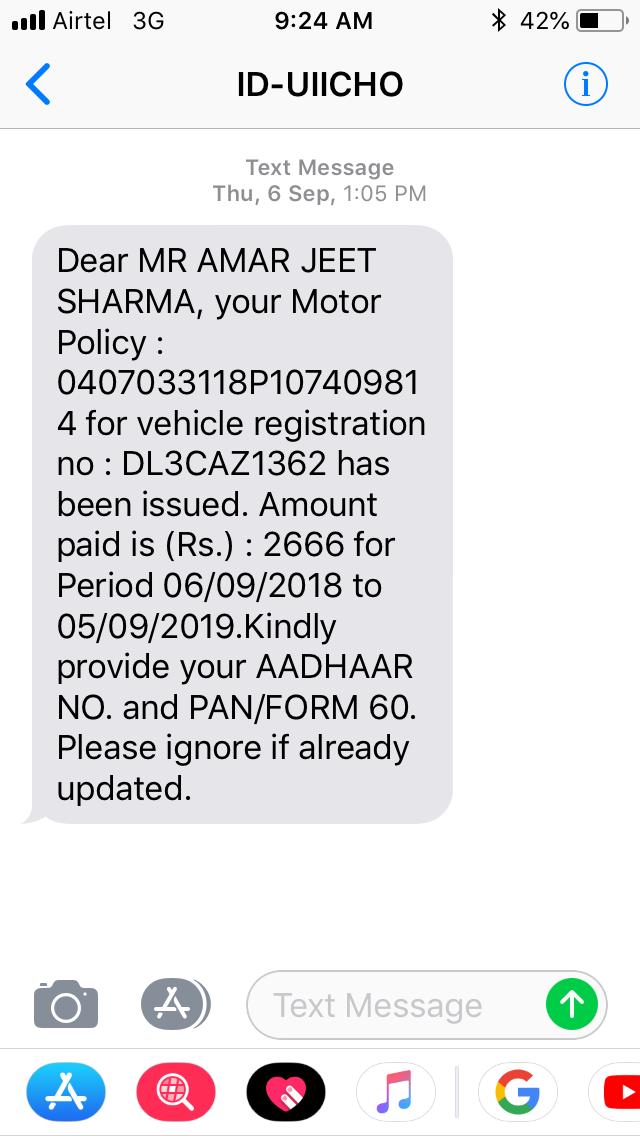 Airtel 3G 9:24 AM 42%
ID-UIICHO
Text Message
Thu, 6 Sep, 1:05 PM
Dear MR AMAR JEET
SHARMA, your Motor
Policy :
0407033118P10740981
4 for vehicle registration
no : DL3CAZ1362 has
been issued. Amount
paid is (Rs.) : 2666 for
Period 06/09/2018 to
05/09/2019.Kindly
provide your AADHAAR
NO. and PAN/FORM 60.
Please ignore if already
updated.
Text Message